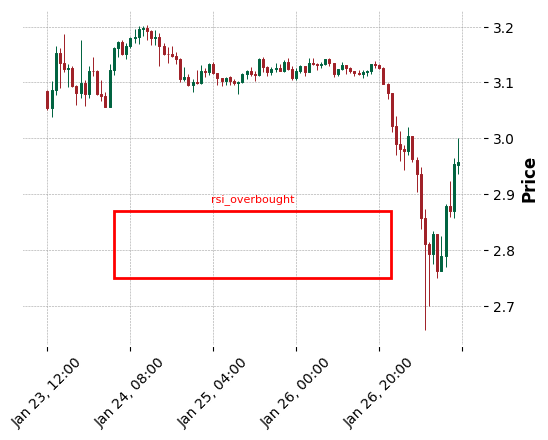 3.2
3.1
3.0
2.9
2.8
2.7
Price
rsi_overbought
Jan 23, 12:00
Jan 24, 08:00
Jan 25, 04:00
Jan 26, 00:00
Jan 26, 20:00